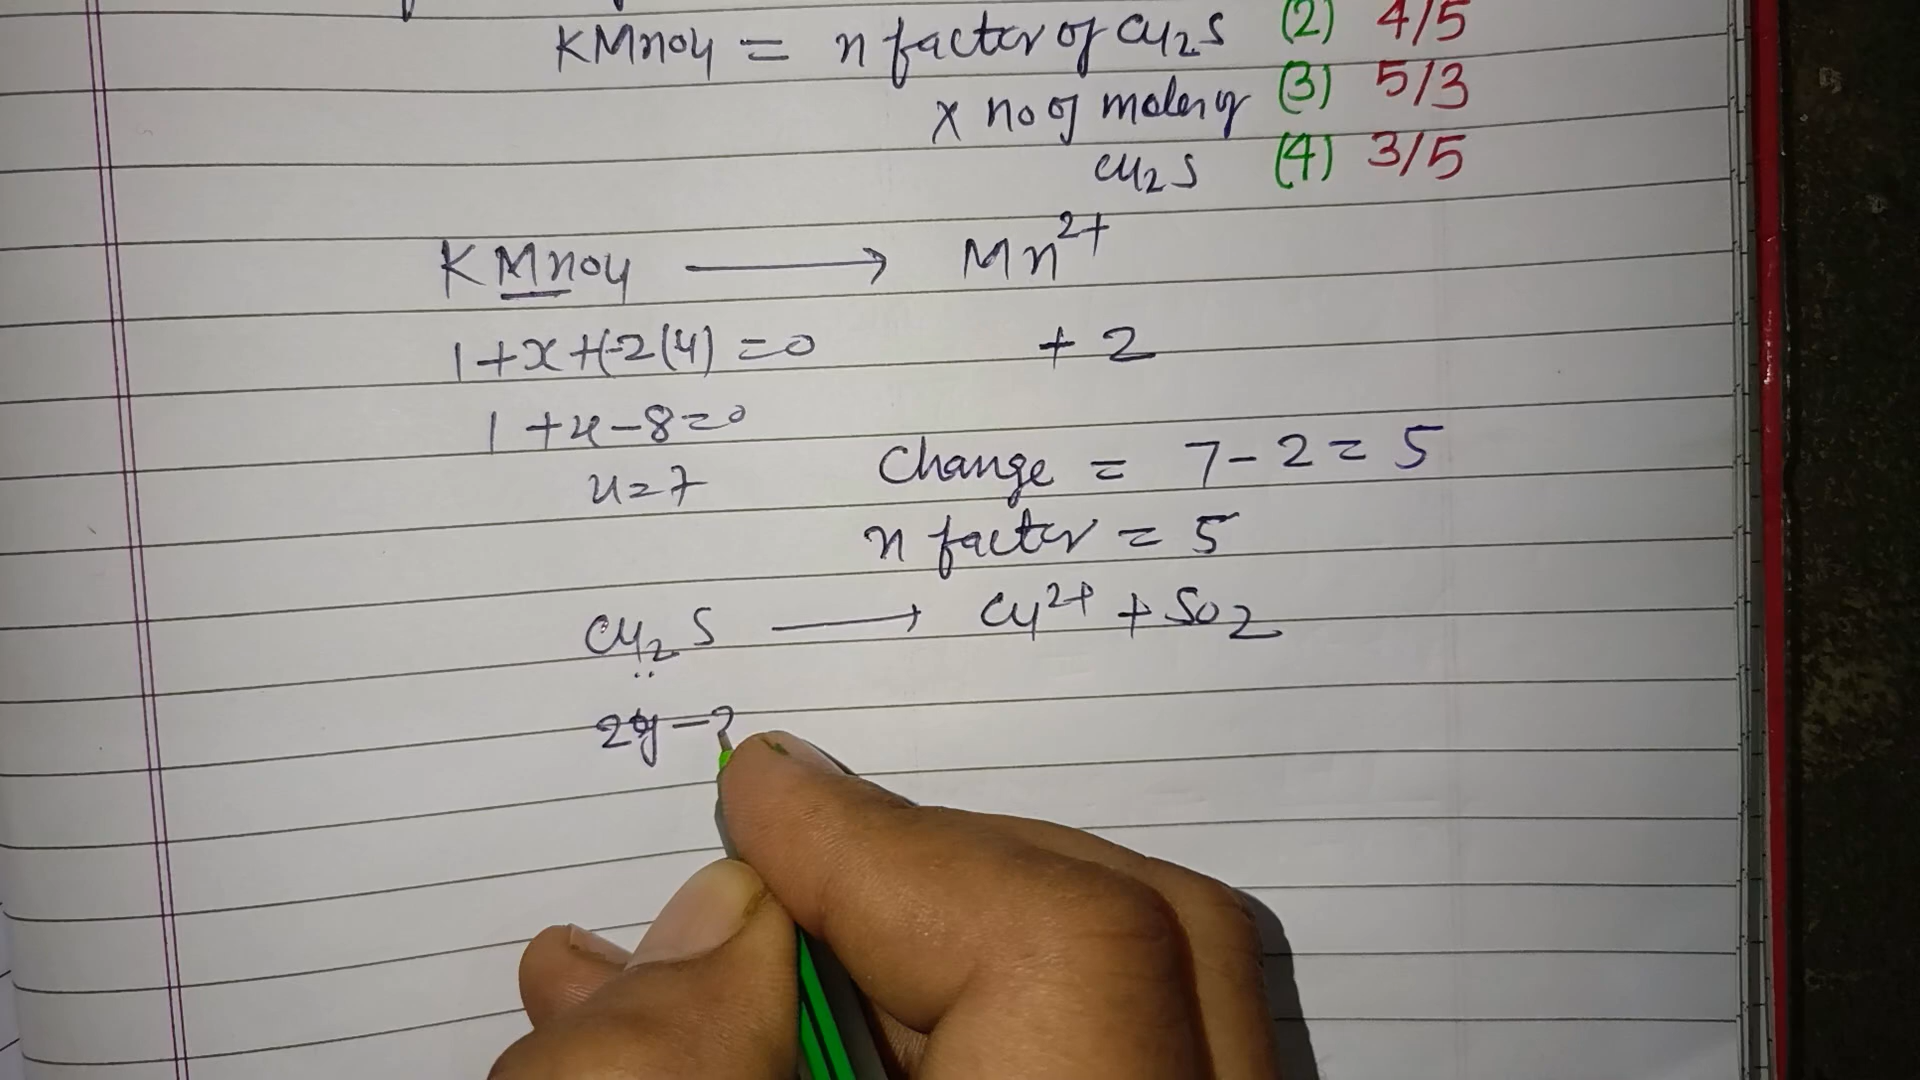 KMnO4 = n factor of Cu2S (2) 4/5
x no of moles of (3) 5/3
Cu2S (4) 3/5
KMnO4 → Mn2+
1+x+(-2(4) = 0 + 2
1+x-8=0
Change = 7-2=5
x=7
n factor = 5
Cu2S → Cu2+ + SO2
2y-2